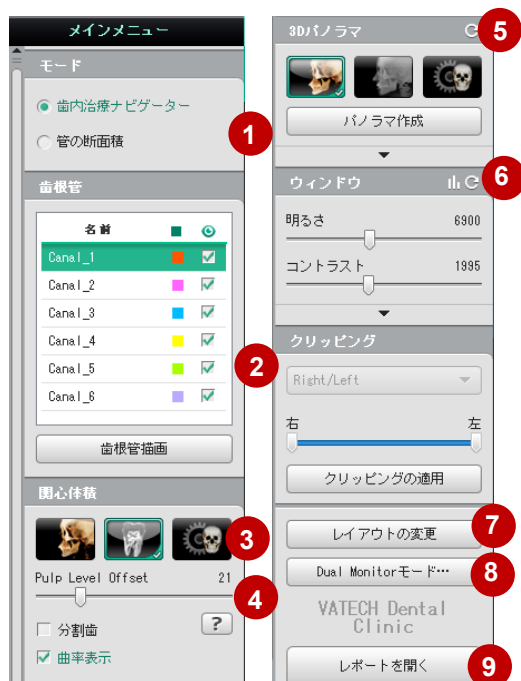 メインメニュー
モード
歯内治療ナビゲーター
管の断面積
1
歯根管
名前
Canal_1
Canal_2
Canal_3
Canal_4
Canal_5
Canal_6
2
歯根管描画
関心体積
3
Pulp Level Offset 21
4
分割歯
?
曲率表示
3Dパノラマ
5
パノラマ作成
ウィンドウ
6
明るさ 6900
コントラスト 1995
クリッピング
Right/Left
右 左
クリッピングの適用
レイアウトの変更
7
Dual Monitorモード…
8
VATECH Dental
Clinic
レポートを開く
9